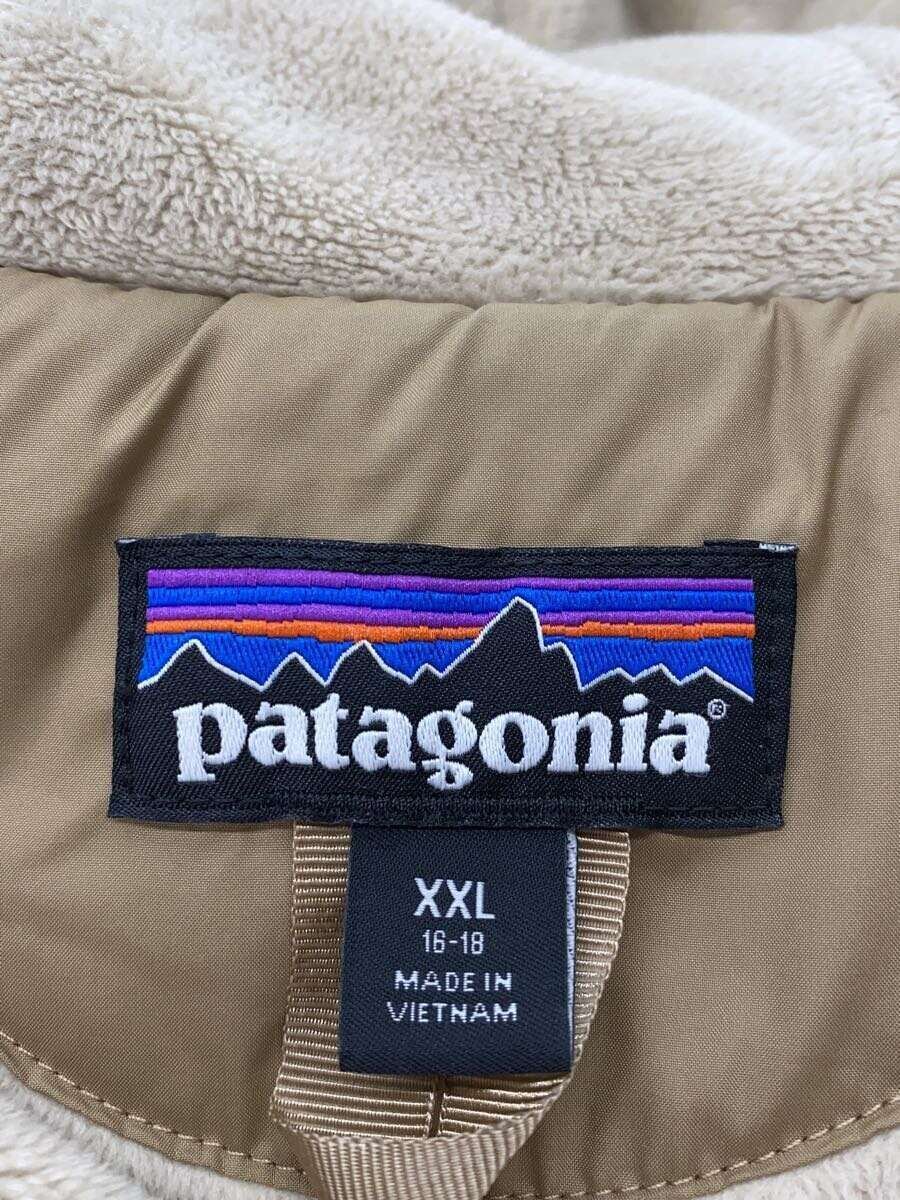 patagonia®
XXL
16-18
MADE IN
VIETNAM